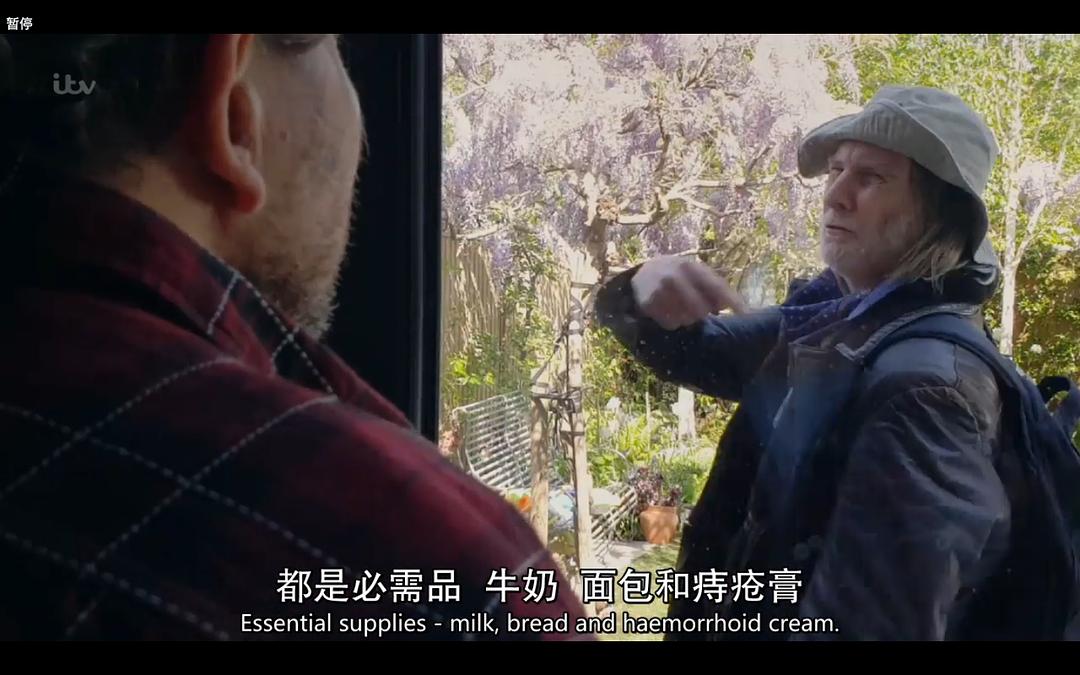 暂停
itv
都是必需品 牛奶 面包和痔疮膏
Essential supplies - milk, bread and haemorrhoid cream.